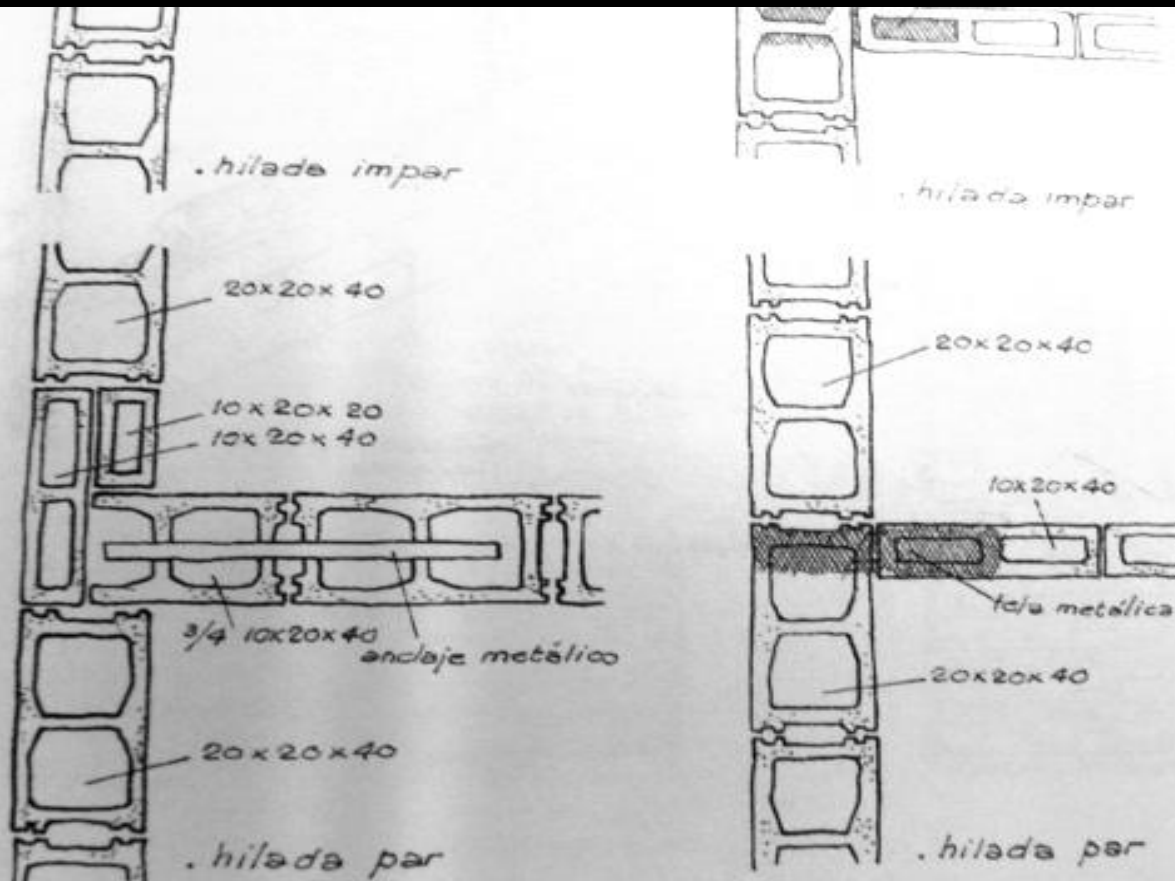 . hilada impar
20x20x40
10x20x20
10x20x40
3/4 10x20x40
anclaje metálico
20x20x40
. hilada par
. hilada impar
20x20x40
10x20x40
tela metálica
20x20x40
. hilada par